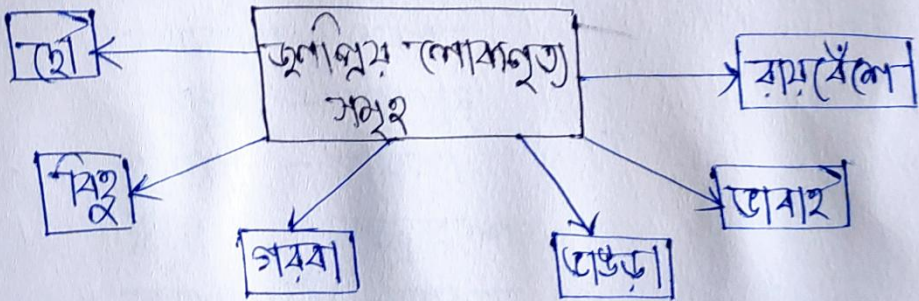 ছৌ
জনপ্রিয় লোকনৃত্য
সমূহ
রায়বেঁশে
বিহু
ভাবাই
গরবা
ভাঙড়া